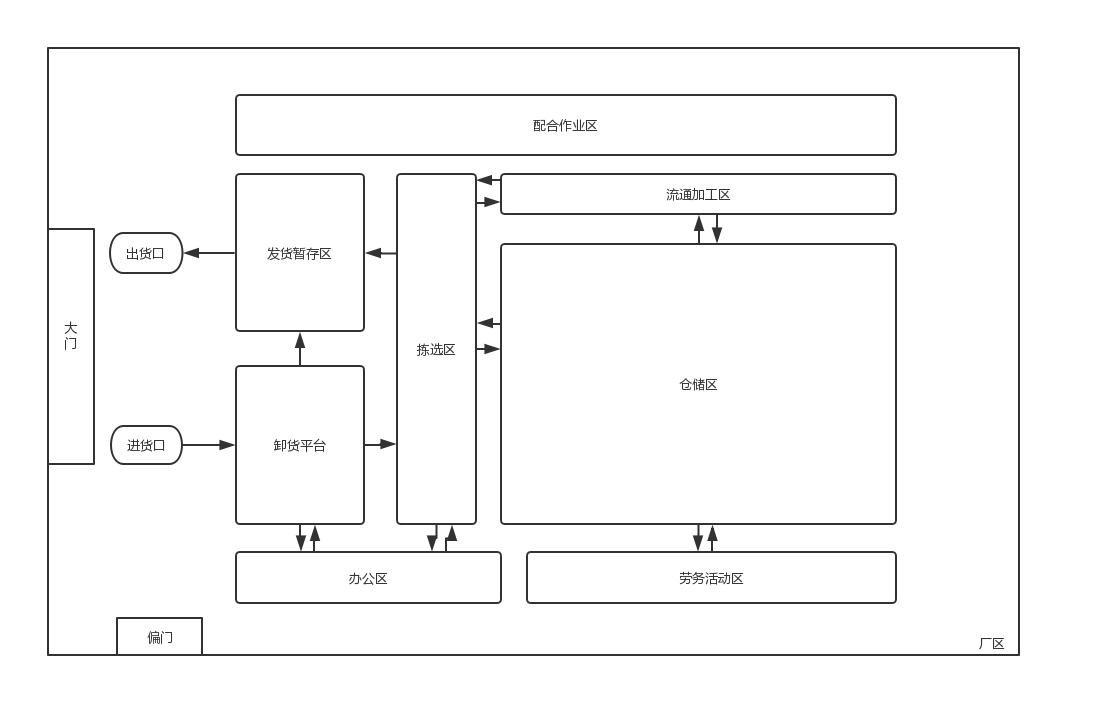 配合作业区
流通加工区
出货口
发货暂存区
大
门
拣选区
仓储区
进货口
卸货平台
办公区
劳务活动区
偏门
厂区